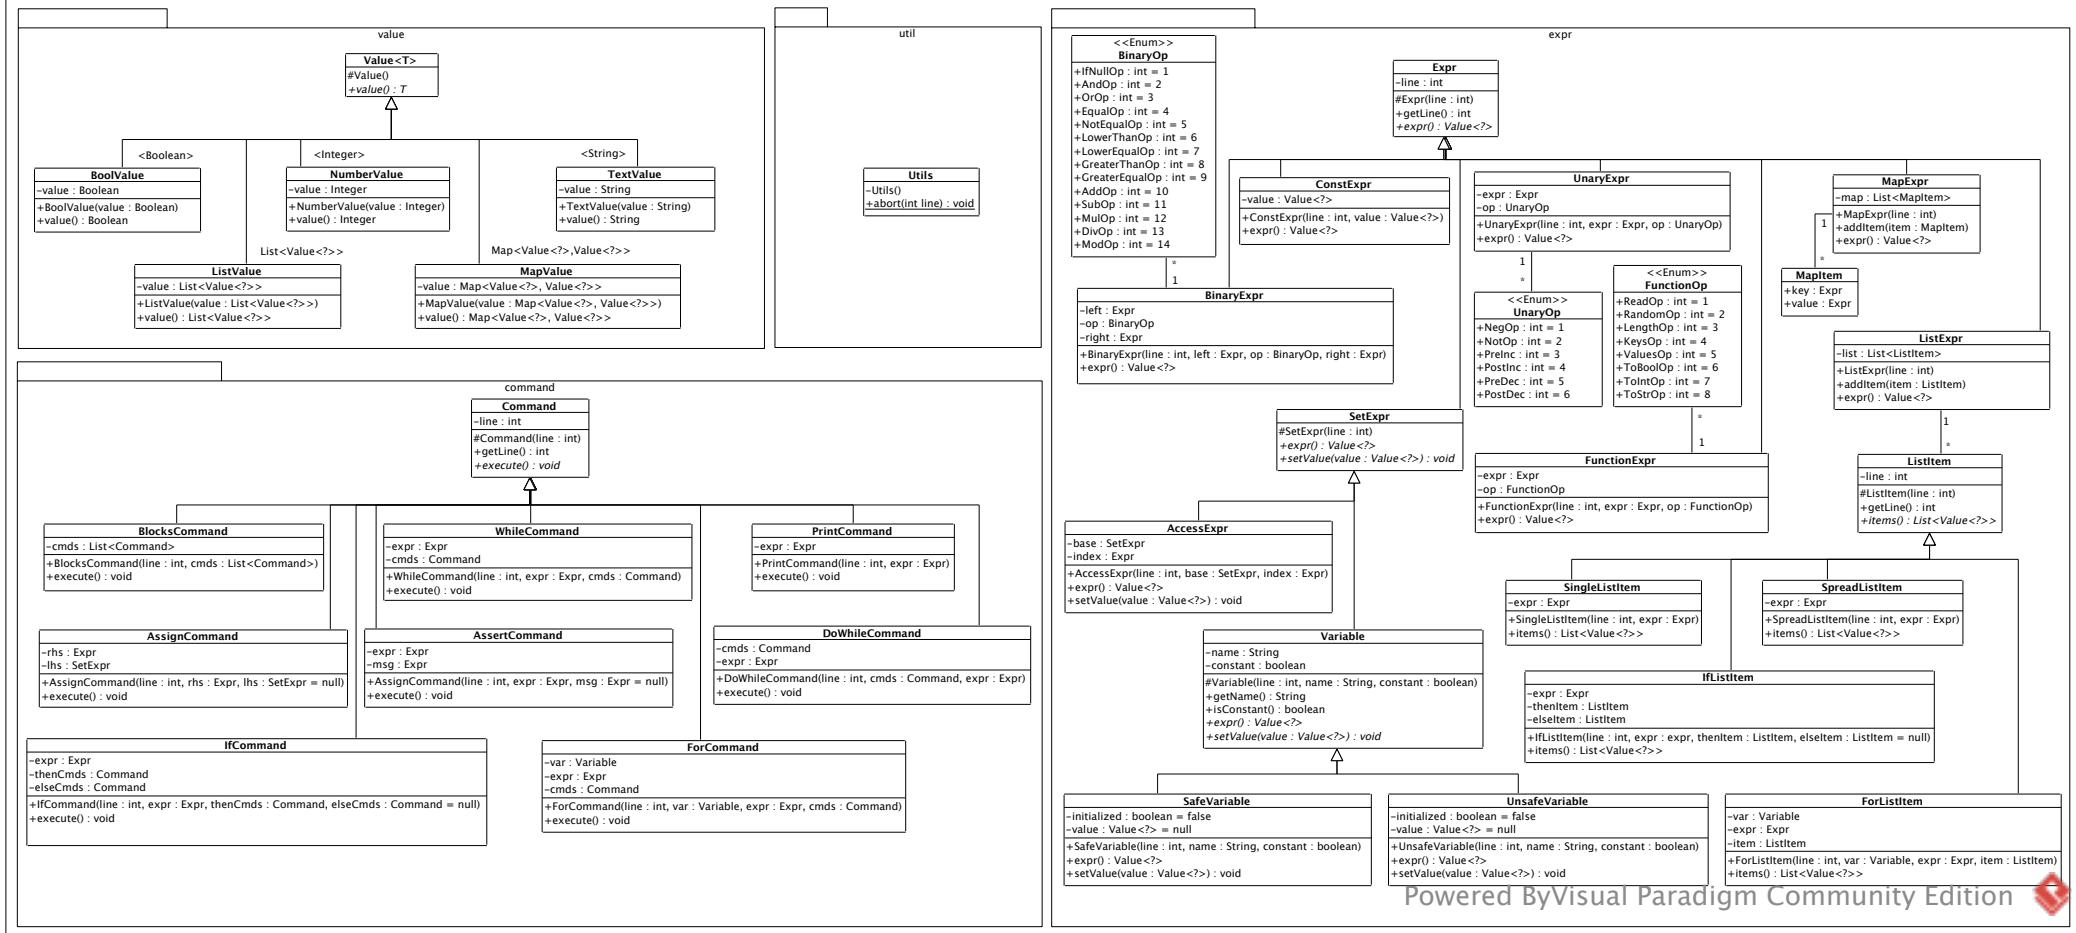 value
Value<T>
#Value()
+value() : T
<Boolean>
<Integer>
<String>
BoolValue
-value : Boolean
+BoolValue(value : Boolean)
+value() : Boolean
NumberValue
-value : Integer
+NumberValue(value : Integer)
+value() : Integer
TextValue
-value : String
+TextValue(value : String)
+value() : String
List<Value<?>>
Map<Value<?>,Value<?>>
ListValue
-value : List<Value<?>>
+ListValue(value : List<Value<?>>)
+value() : List<Value<?>>
MapValue
-value : Map<Value<?>, Value<?>>
+MapValue(value : Map<Value<?>, Value<?>>)
+value() : Map<Value<?>, Value<?>>
util
Utils
-Utils()
+abort(int line) : void
command
Command
-line : int
#Command(line : int)
+getLine() : int
+execute() : void
BlocksCommand
-cmds : List<Command>
+BlocksCommand(line : int, cmds : List<Command>)
+execute() : void
WhileCommand
-expr : Expr
-cmds : Command
+WhileCommand(line : int, expr : Expr, cmds : Command)
+execute() : void
PrintCommand
-expr : Expr
+PrintCommand(line : int, expr : Expr)
+execute() : void
AssignCommand
-rhs : Expr
-lhs : SetExpr
+AssignCommand(line : int, rhs : Expr, lhs : SetExpr = null)
+execute() : void
AssertCommand
-expr : Expr
-msg : Expr
+AssignCommand(line : int, expr : Expr, msg : Expr = null)
+execute() : void
DoWhileCommand
-cmds : Command
-expr : Expr
+DoWhileCommand(line : int, cmds : Command, expr : Expr)
+execute() : void
IfCommand
-expr : Expr
-thenCmds : Command
-elseCmds : Command
+IfCommand(line : int, expr : Expr, thenCmds : Command, elseCmds : Command = null)
+execute() : void
ForCommand
-var : Variable
-expr : Expr
-cmds : Command
+ForCommand(line : int, var : Variable, expr : Expr, cmds : Command)
+execute() : void
expr
<<Enum>>
BinaryOp
+IfNullOp : int = 1
+AndOp : int = 2
+OrOp : int = 3
+EqualOp : int = 4
+NotEqualOp : int = 5
+LowerThanOp : int = 6
+LowerEqualOp : int = 7
+GreaterThanOp : int = 8
+GreaterEqualOp : int = 9
+AddOp : int = 10
+SubOp : int = 11
+MulOp : int = 12
+DivOp : int = 13
+ModOp : int = 14
*
1
Expr
-line : int
#Expr(line : int)
+getLine() : int
+expr() : Value<?>
ConstExpr
-value : Value<?>
+ConstExpr(line : int, value : Value<?>)
+expr() : Value<?>
UnaryExpr
-expr : Expr
-op : UnaryOp
+UnaryExpr(line : int, expr : Expr, op : UnaryOp)
+expr() : Value<?>
1
*
MapExpr
-map : List<MapItem>
+MapExpr(line : int)
+addItem(item : MapItem)
+expr() : Value<?>
1
*
MapItem
+key : Expr
+value : Expr
BinaryExpr
-left : Expr
-op : BinaryOp
-right : Expr
+BinaryExpr(line : int, left : Expr, op : BinaryOp, right : Expr)
+expr() : Value<?>
<<Enum>>
UnaryOp
+NegOp : int = 1
+NotOp : int = 2
+PreInc : int = 3
+PostInc : int = 4
+PreDec : int = 5
+PostDec : int = 6
<<Enum>>
FunctionOp
+ReadOp : int = 1
+RandomOp : int = 2
+LengthOp : int = 3
+KeysOp : int = 4
+ValuesOp : int = 5
+ToBoolOp : int = 6
+ToIntOp : int = 7
+ToStrOp : int = 8
*
1
ListExpr
-list : List<ListItem>
+ListExpr(line : int)
+addItem(item : ListItem)
+expr() : Value<?>
1
*
SetExpr
#SetExpr(line : int)
+expr() : Value<?>
+setValue(value : Value<?>) : void
FunctionExpr
-expr : Expr
-op : FunctionOp
+FunctionExpr(line : int, expr : Expr, op : FunctionOp)
+expr() : Value<?>
ListItem
-line : int
#ListItem(line : int)
+getLine() : int
+items() : List<Value<?>>
AccessExpr
-base : SetExpr
-index : Expr
+AccessExpr(line : int, base : SetExpr, index : Expr)
+expr() : Value<?>
+setValue(value : Value<?>) : void
SingleListItem
-expr : Expr
+SingleListItem(line : int, expr : Expr)
+items() : List<Value<?>>
SpreadListItem
-expr : Expr
+SpreadListItem(line : int, expr : Expr)
+items() : List<Value<?>>
Variable
-name : String
-constant : boolean
#Variable(line : int, name : String, constant : boolean)
+getName() : String
+isConstant() : boolean
+expr() : Value<?>
+setValue(value : Value<?>) : void
IfListItem
-expr : Expr
-thenItem : ListItem
-elseItem : ListItem
+IfListItem(line : int, expr : expr, thenItem : ListItem, elseItem : ListItem = null)
+items() : List<Value<?>>
SafeVariable
-initialized : boolean = false
-value : Value<?> = null
+SafeVariable(line : int, name : String, constant : boolean)
+expr() : Value<?>
+setValue(value : Value<?>) : void
UnsafeVariable
-initialized : boolean = false
-value : Value<?> = null
+UnsafeVariable(line : int, name : String, constant : boolean)
+expr() : Value<?>
+setValue(value : Value<?>) : void
ForListItem
-var : Variable
-expr : Expr
-item : ListItem
+ForListItem(line : int, var : Variable, expr : Expr, item : ListItem)
+items() : List<Value<?>>
Powered ByVisual Paradigm Community Edition